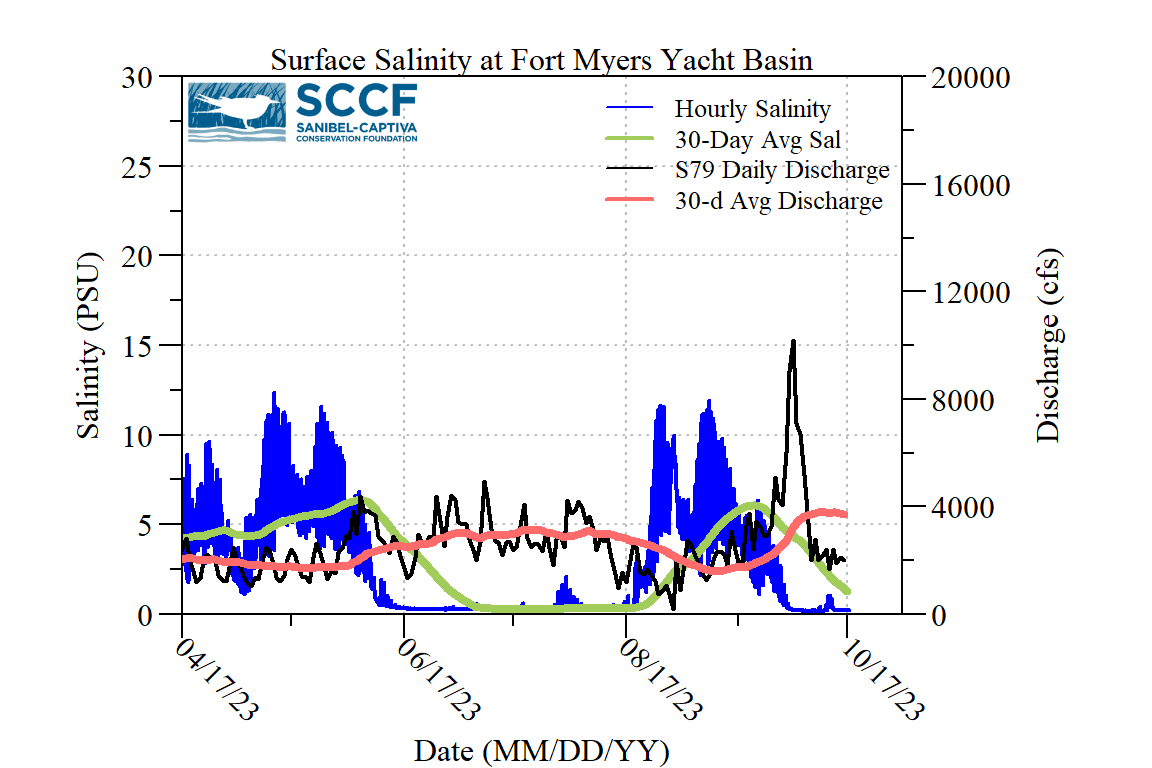 Surface Salinity at Fort Myers Yacht Basin
SCCF
SANIBEL-CAPTIVA
CONSERVATION FOUNDATION
Hourly Salinity
30-Day Avg Sal
S79 Daily Discharge
30-d Avg Discharge
30
25
20
15
10
5
0
Salinity (PSU)
20000
16000
12000
8000
4000
0
Discharge (cfs)
04/17/23
06/17/23
08/17/23
10/17/23
Date (MM/DD/YY)